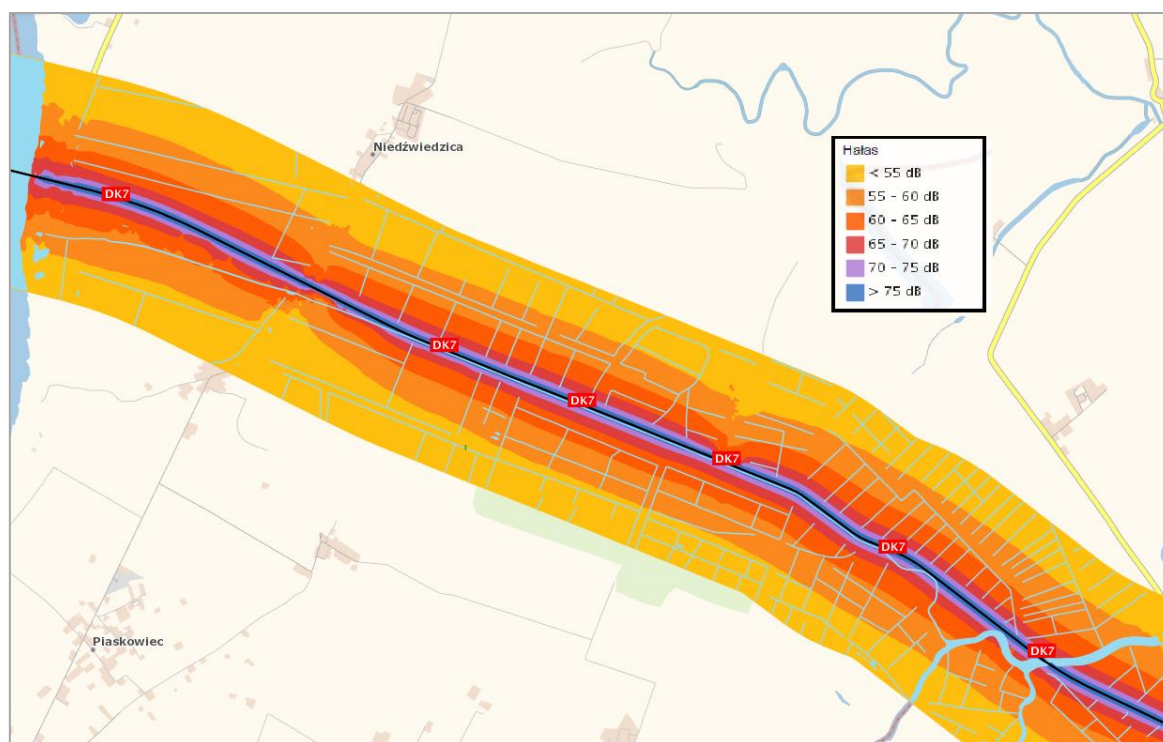 Niedźwiedzica
Hałas
< 55 dB
55 - 60 dB
60 - 65 dB
65 - 70 dB
70 - 75 dB
> 75 dB
DK7
DK7
DK7
DK7
DK7
Piaskowiec
DK7